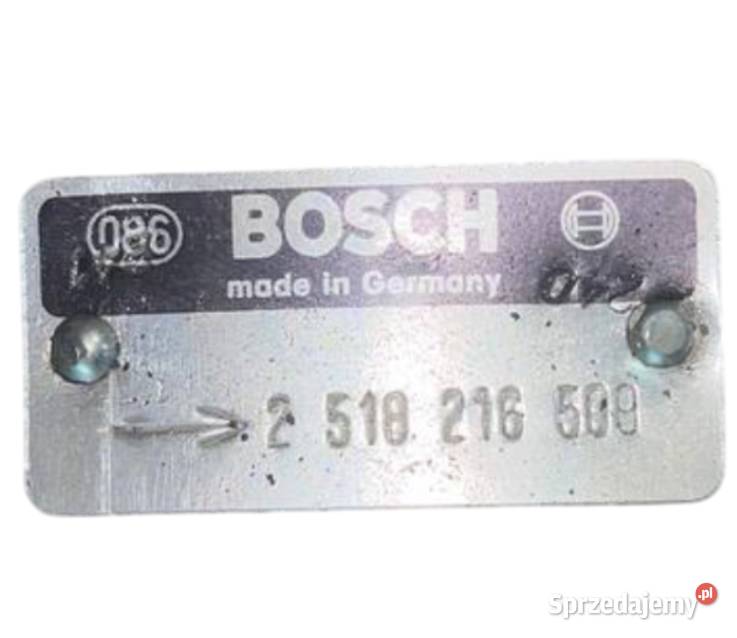 086 BOSCH
made in Germany
2 518 216 509
Sprzedajemy.pl